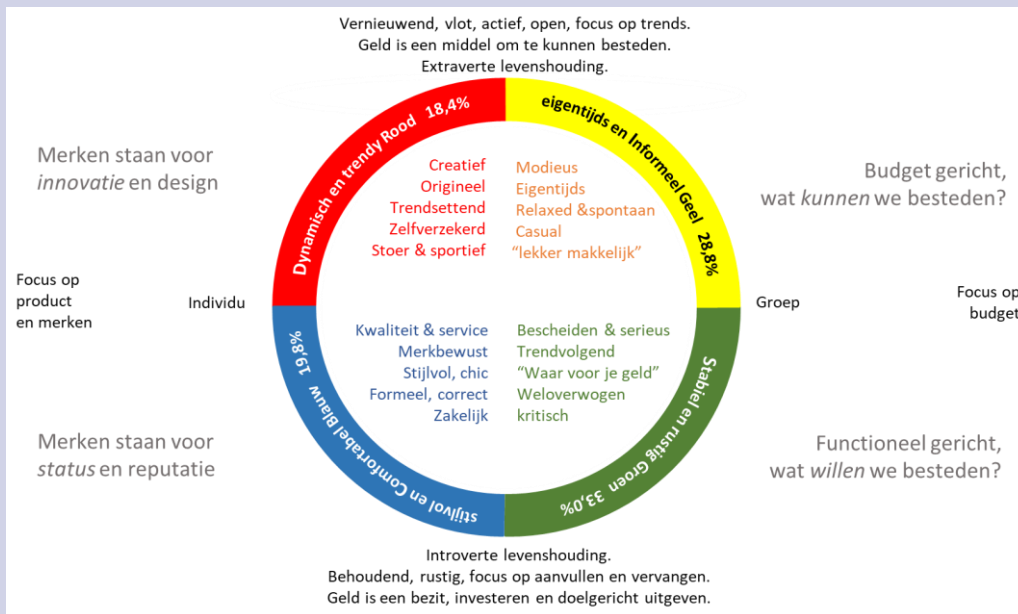 Vernieuwend, vlot, actief, open, focus op trends.
Geld is een middel om te kunnen besteden.
Extraverte levenshouding.
Dynamisch en trendy Rood 18,4%
eigentijds en Informeel Geel 28,8%
Merken staan voor
innovatie en design
Creatief
Origineel
Trendsettend
Zelfverzekerd
Stoer & sportief
Modieus
Eigentijds
Relaxed &spontaan
Casual
“lekker makkelijk”
Budget gericht,
wat kunnen we besteden?
Focus op
product
en merken
Individu
Groep
Focus op
budget
Kwaliteit & service
Merkbewust
Stijlvol, chic
Formeel, correct
Zakelijk
Bescheiden & serieus
Trendvolgend
“Waar voor je geld”
Weloverwogen
kritisch
Merken staan voor
status en reputatie
stijlvol en Comfortabel Blauw 19,8%
Stabiel en rustig Groen 33,0%
Functioneel gericht,
wat willen we besteden?
Introverte levenshouding.
Behoudend, rustig, focus op aanvullen en vervangen.
Geld is een bezit, investeren en doelgericht uitgeven.